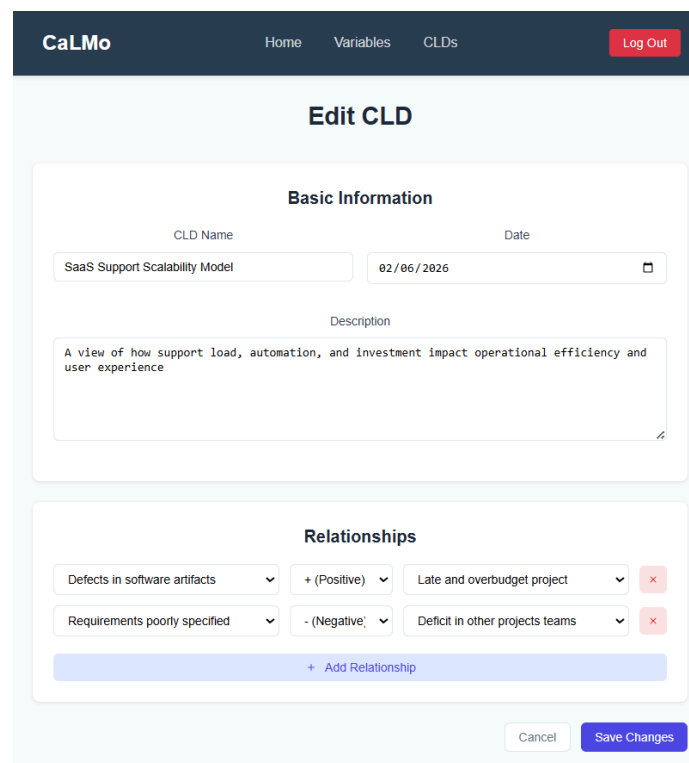 CaLMo
Home
Variables
CLDs
Log Out
Edit CLD
Basic Information
CLD Name
Date
SaaS Support Scalability Model
02/06/2026
Description
A view of how support load, automation, and investment impact operational efficiency and
user experience
Relationships
Defects in software artifacts
+ (Positive)
Late and overbudget project
×
Requirements poorly specified
- (Negative)
Deficit in other projects teams
×
+ Add Relationship
Cancel
Save Changes